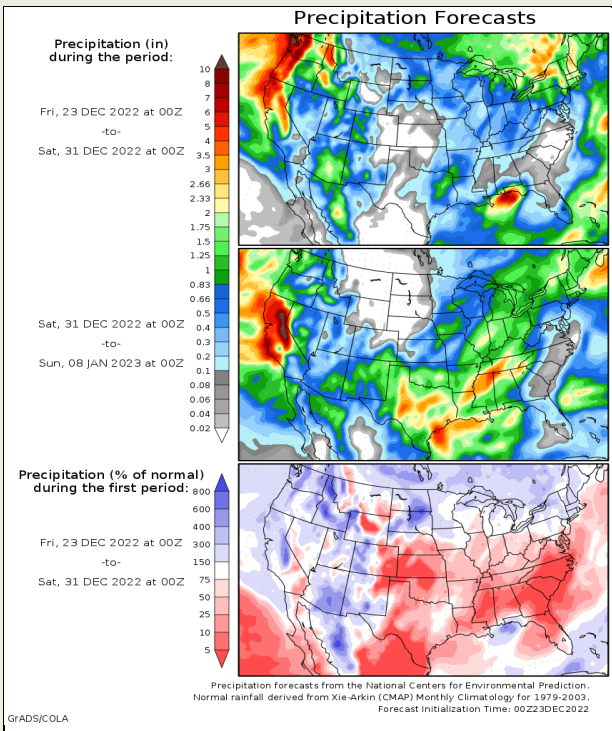 Precipitation Forecasts
Precipitation (in)
during the period:
Fri, 23 DEC 2022 at 00Z
-to-
Sat, 31 DEC 2022 at 00Z
10
8
7
6
5
4
3.5
3
2.66
2.33
2
1.75
1.5
1.25
1
0.83
0.66
0.5
0.4
0.3
0.2
0.1
0.08
0.06
0.04
0.02
Sat, 31 DEC 2022 at 00Z
-to-
Sun, 08 JAN 2023 at 00Z
Precipitation (% of normal)
during the first period:
Fri, 23 DEC 2022 at 00Z
-to-
Sat, 31 DEC 2022 at 00Z
800
600
400
300
150
75
50
25
10
5
Precipitation forecasts from the National Centers for Environmental Prediction.
Normal rainfall derived from Xie-Arkin (CMAP) Monthly Climatology for 1979-2003.
Forecast Initialization Time: 00Z23DEC2022
GrADS/COLA